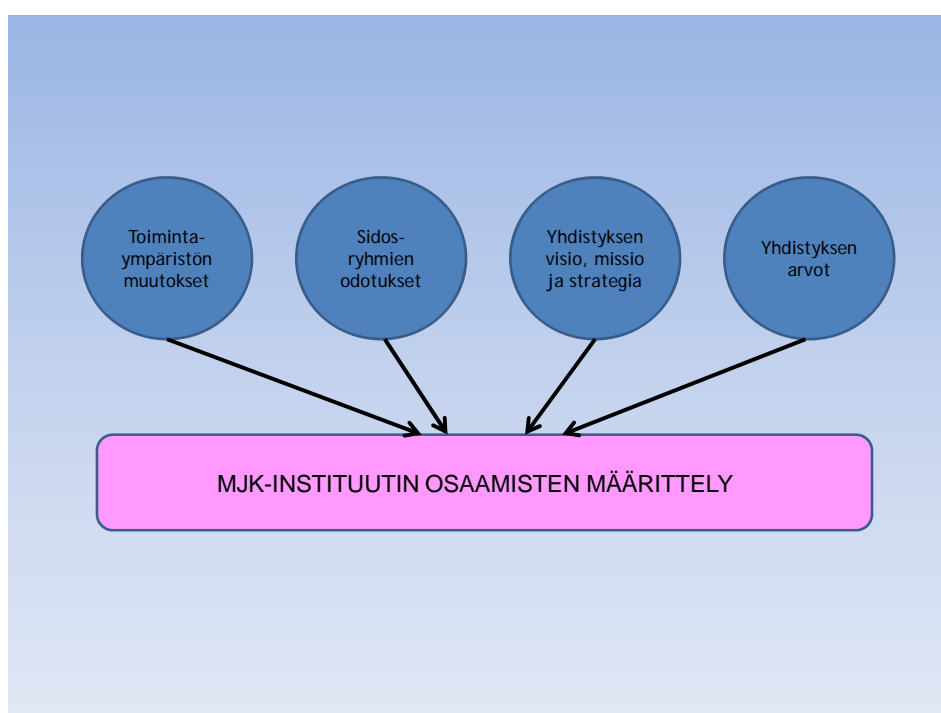 Toiminta-
ympäristön
muutokset
Sidos-
ryhmien
odotukset
Yhdistyksen
visio, missio
ja strategia
Yhdistyksen
arvot
MJK-INSTITUUTIN OSAAMISTEN MÄÄRITTELY